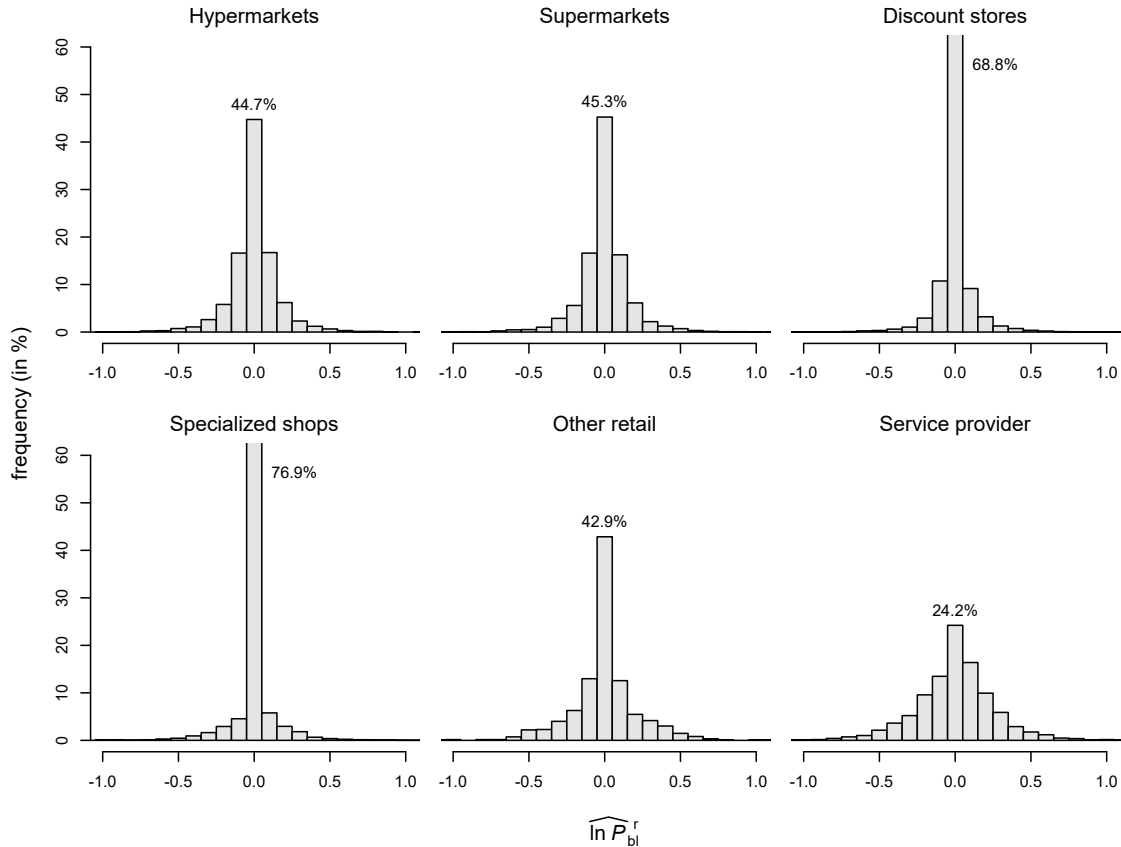 Hypermarkets Supermarkets Discount stores
60
50
40
30
20
10
0
44.7% 45.3% 68.8%
-1.0 -0.5 0.0 0.5 1.0 -1.0 -0.5 0.0 0.5 1.0 -1.0 -0.5 0.0 0.5 1.0
frequency (in %)
Specialized shops Other retail Service provider
60
50
40
30
20
10
0
76.9% 42.9% 24.2%
-1.0 -0.5 0.0 0.5 1.0 -1.0 -0.5 0.0 0.5 1.0 -1.0 -0.5 0.0 0.5 1.0
ln P bl r